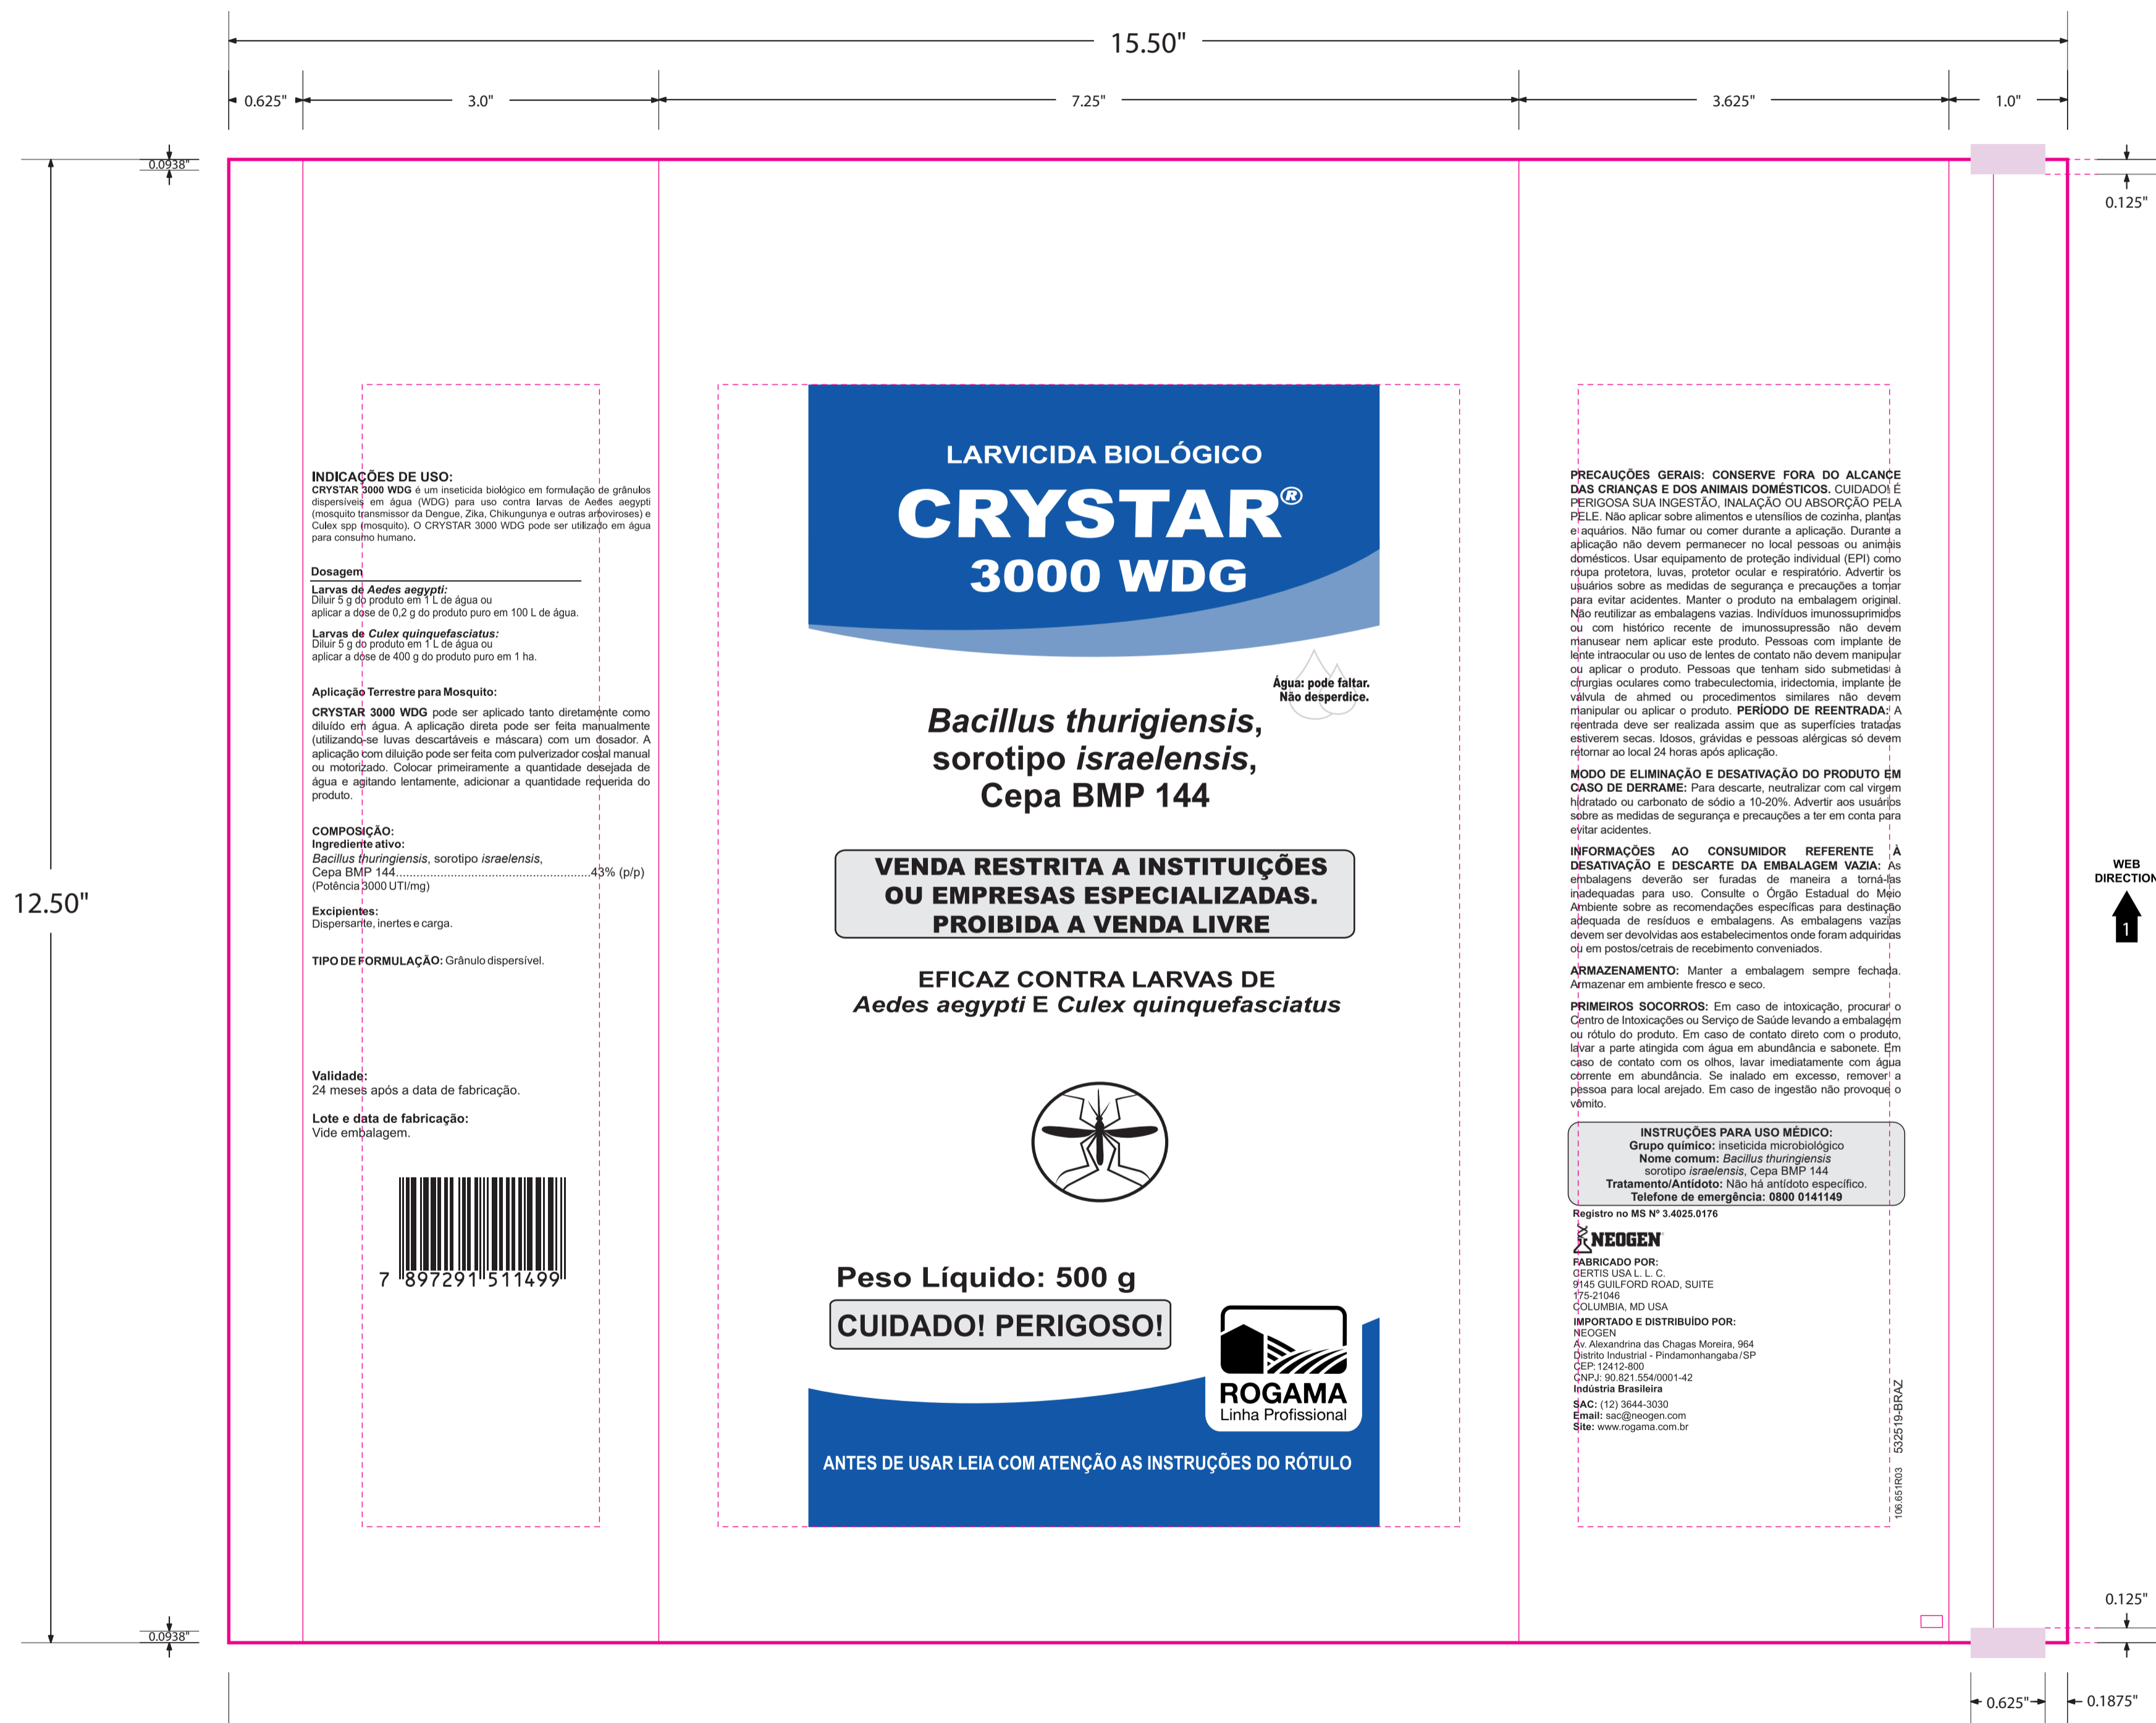 15.50"
0.625"
3.0"
7.25"
3.625"
1.0"
0.0938"
0.125"
12.50"
INDICAÇÕES DE USO:
CRYSTAR 3000 WDG é um inseticida biológico em formulação de grânulos
dispersíveis em água (WDG) para uso contra larvas de Aedes aegypti
(mosquito transmissor da Dengue, Zika, Chikungunya e outras arboviroses) e
Culex spp (mosquito). O CRYSTAR 3000 WDG pode ser utilizado em água
para consumo humano.
Dosagem
Larvas de Aedes aegypti:
Diluir 5 g do produto em 1 L de água ou
aplicar a dose de 0,2 g do produto puro em 100 L de água.
Larvas de Culex quinquefasciatus:
Diluir 5 g do produto em 1 L de água ou
aplicar a dose de 400 g do produto puro em 1 ha.
Aplicação Terrestre para Mosquito:
CRYSTAR 3000 WDG pode ser aplicado tanto diretamente como
diluído em água. A aplicação direta pode ser feita manualmente
(utilizando-se luvas descartáveis e máscara) com um dosador. A
aplicação com diluição pode ser feita com pulverizador costal manual
ou motorizado. Colocar primeiramente a quantidade desejada de
água e agitando lentamente, adicionar a quantidade requerida do
produto.
COMPOSIÇÃO:
Ingrediente ativo:
Bacillus thuringiensis, sorotipo israelensis,
Cepa BMP 144........................................................43% (p/p)
(Potência 3000 UTI/mg)
Excipientes:
Dispersante, inertes e carga.
TIPO DE FORMULAÇÃO: Grânulo dispersível.
Validade:
24 meses após a data de fabricação.
Lote e data de fabricação:
Vide embalagem.
7 897291 511499
LARVICIDA BIOLÓGICO
CRYSTAR®
3000 WDG
Água: pode faltar.
Não desperdice.
Bacillus thurigiensis,
sorotipo israelensis,
Cepa BMP 144
VENDA RESTRITA A INSTITUIÇÕES
OU EMPRESAS ESPECIALIZADAS.
PROIBIDA A VENDA LIVRE
EFICAZ CONTRA LARVAS DE
Aedes aegypti E Culex quinquefasciatus
Peso Líquido: 500 g
CUIDADO! PERIGOSO!
ROGAMA
Linha Profissional
ANTES DE USAR LEIA COM ATENÇÃO AS INSTRUÇÕES DO RÓTULO
PRECAUÇÕES GERAIS: CONSERVE FORA DO ALCANCE
DAS CRIANÇAS E DOS ANIMAIS DOMÉSTICOS. CUIDADO! É
PERIGOSA SUA INGESTÃO, INALAÇÃO OU ABSORÇÃO PELA
PELE. Não aplicar sobre alimentos e utensílios de cozinha, plantas
e aquários. Não fumar ou comer durante a aplicação. Durante a
aplicação não devem permanecer no local pessoas ou animais
domésticos. Usar equipamento de proteção individual (EPI) como
roupa protetora, luvas, protetor ocular e respiratório. Advertir os
usuários sobre as medidas de segurança e precauções a tomar
para evitar acidentes. Manter o produto na embalagem original.
Não reutilizar as embalagens vazias. Indivíduos imunossuprimidos
ou com histórico recente de imunossupressão não devem
manusear nem aplicar este produto. Pessoas com implante de
lente intraocular ou uso de lentes de contato não devem manipular
ou aplicar o produto. Pessoas que tenham sido submetidas à
cirurgias oculares como trabeculectomia, iridectomia, implante de
válvula de ahmed ou procedimentos similares não devem
manipular ou aplicar o produto. PERÍODO DE REENTRADA: A
reentrada deve ser realizada assim que as superfícies tratadas
estiverem secas. Idosos, grávidas e pessoas alérgicas só devem
retornar ao local 24 horas após aplicação.
MODO DE ELIMINAÇÃO E DESATIVAÇÃO DO PRODUTO EM
CASO DE DERRAME: Para descarte, neutralizar com cal virgem
hidratado ou carbonato de sódio a 10-20%. Advertir aos usuários
sobre as medidas de segurança e precauções a ter em conta para
evitar acidentes.
INFORMAÇÕES AO CONSUMIDOR REFERENTE À
DESATIVAÇÃO E DESCARTE DA EMBALAGEM VAZIA: As
embalagens deverão ser furadas de maneira a torná-las
inadequadas para uso. Consulte o Órgão Estadual do Meio
Ambiente sobre as recomendações específicas para destinação
adequada de resíduos e embalagens. As embalagens vazias
devem ser devolvidas aos estabelecimentos onde foram adquiridas
ou em postos/cetrais de recebimento conveniados.
ARMAZENAMENTO: Manter a embalagem sempre fechada.
Armazenar em ambiente fresco e seco.
PRIMEIROS SOCORROS: Em caso de intoxicação, procurar o
Centro de Intoxicações ou Serviço de Saúde levando a embalagem
ou rótulo do produto. Em caso de contato direto com o produto,
lavar a parte atingida com água em abundância e sabonete. Em
caso de contato com os olhos, lavar imediatamente com água
corrente em abundância. Se inalado em excesso, remover a
pessoa para local arejado. Em caso de ingestão não provoque o
vômito.
INSTRUÇÕES PARA USO MÉDICO:
Grupo químico: inseticida microbiológico
Nome comum: Bacillus thuringiensis
sorotipo israelensis, Cepa BMP 144
Tratamento/Antídoto: Não há antídoto específico.
Telefone de emergência: 0800 0141149
Registro no MS Nº 3.4025.0176
NEOGEN
FABRICADO POR:
CERTIS USA L. L. C.
9145 GUILFORD ROAD, SUITE
175-21046
COLUMBIA, MD USA
IMPORTADO E DISTRIBUÍDO POR:
NEOGEN
Av. Alexandrina das Chagas Moreira, 964
Distrito Industrial - Pindamonhangaba/SP
CEP: 12412-800
CNPJ: 90.821.554/0001-42
Indústria Brasileira
SAC: (12) 3644-3030
Email: sac@neogen.com
Site: www.rogama.com.br
106.651R03 532519-BRAZ
WEB
DIRECTION
1
0.0938"
0.125"
0.625"
0.1875"